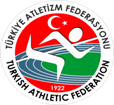 TÜRKİYE ATLETİZM FEDERASYONU
1922
TURKISH ATHLETIC FEDERATION